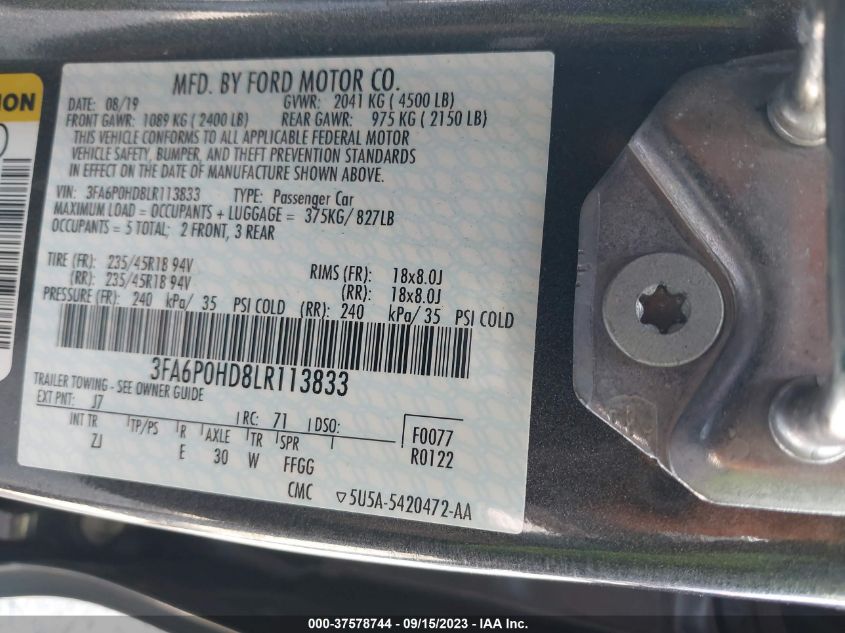 ION
MFD. BY FORD MOTOR CO.
DATE: 08/19 GVWR: 2041 KG ( 4500 LB)
FRONT GAWR: 1089 KG ( 2400 LB) REAR GAWR: 975 KG ( 2150 LB)
THIS VEHICLE CONFORMS TO ALL APPLICABLE FEDERAL MOTOR
VEHICLE SAFETY, BUMPER, AND THEFT PREVENTION STANDARDS
IN EFFECT ON THE DATE OF MANUFACTURE SHOWN ABOVE.
VIN: 3FA6P0HD8LR113833 TYPE: Passenger Car
MAXIMUM LOAD = OCCUPANTS + LUGGAGE = 375KG/ 827LB
OCCUPANTS = 5 TOTAL; 2 FRONT, 3 REAR
TIRE (FR): 235/45R18 94V RIMS (FR): 18x8.0J
(RR): 235/45R18 94V (RR): 18x8.0J
PRESSURE (FR): 240 kPa/ 35 PSI COLD (RR): 240 kPa/ 35 PSI COLD
3FA6P0HD8LR113833
TRAILER TOWING - SEE OWNER GUIDE
EXT PNT: J7 RC: 71 DSO: F0077
INT TR TP/PS R AXLE TR SPR R0122
ZJ E 30 W FFGG
CMC ▽5U5A-5420472-AA
000-37578744 - 09/15/2023 - IAA Inc.